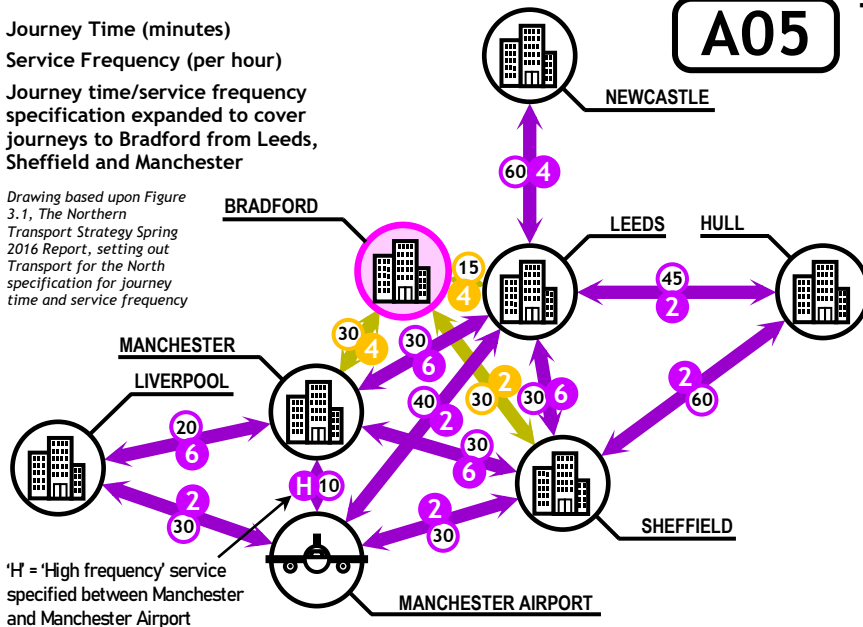 Journey Time (minutes)
Service Frequency (per hour)
Journey time/service frequency
specification expanded to cover
journeys to Bradford from Leeds,
Sheffield and Manchester
Drawing based upon Figure
3.1, The Northern
Transport Strategy Spring
2016 Report, setting out
Transport for the North
specification for journey
time and service frequency
A05
NEWCASTLE
60 4
BRADFORD
LEEDS
HULL
15
4
45
2
30
4
MANCHESTER
30
6
LIVERPOOL
2
30
2
60
40
2
30 6
20
6
30
6
H 10
2
30
2
30
SHEFFIELD
'H' = 'High frequency' service
specified between Manchester
and Manchester Airport
MANCHESTER AIRPORT